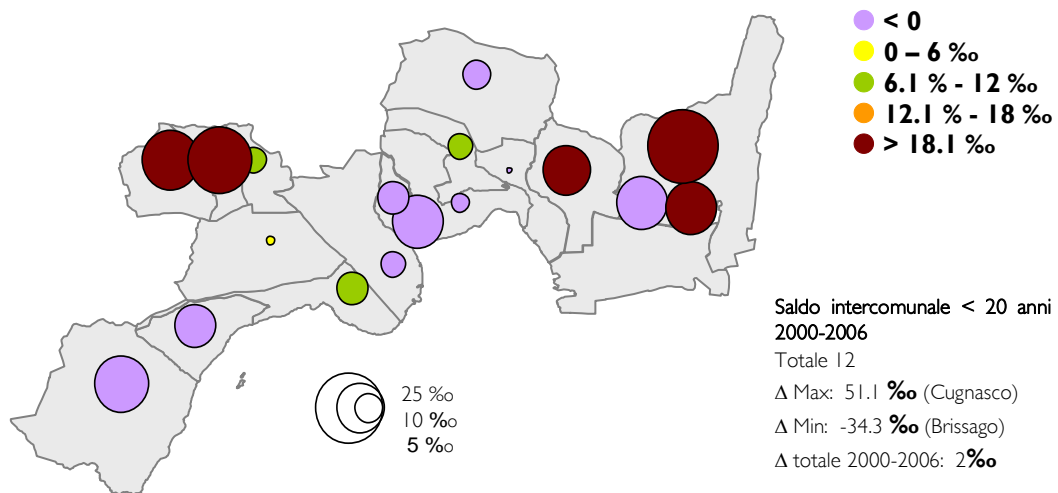 < 0
0 – 6 ‰
6.1 % - 12 ‰
12.1 % - 18 ‰
> 18.1 ‰
25 ‰
10 ‰
5 ‰
Saldo intercomunale < 20 anni
2000-2006
Totale 12
Δ Max: 51.1 ‰ (Cugnasco)
Δ Min: -34.3 ‰ (Brissago)
Δ totale 2000-2006: 2‰